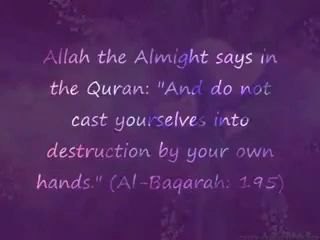 Allah the Almight says in
the Quran: "And do not
cast yourselves into
destruction by your own
hands." (Al-Baqarah: 195)